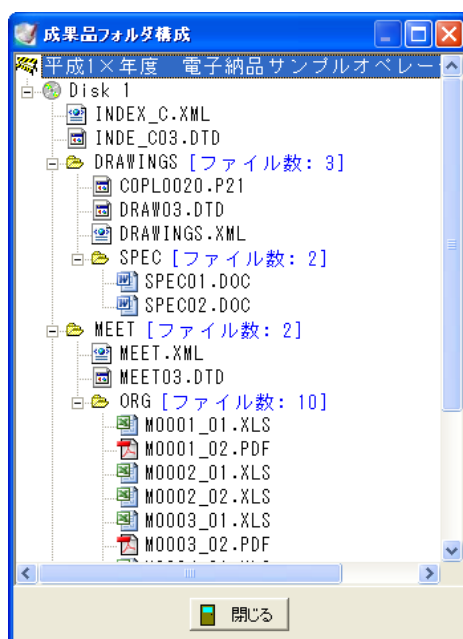 成果品フォルダ構成
平成1×年度 電子納品サンプルオペレー
Disk 1
INDEX_C.XML
INDE_C03.DTD
DRAWINGS [ファイル数: 3]
C0PL0020.P21
DRAW03.DTD
DRAWINGS.XML
SPEC [ファイル数: 2]
SPEC01.DOC
SPEC02.DOC
MEET [ファイル数: 2]
MEET.XML
MEET03.DTD
ORG [ファイル数: 10]
M0001_01.XLS
M0001_02.PDF
M0002_01.XLS
M0002_02.XLS
M0003_01.XLS
M0003_02.PDF
閉じる